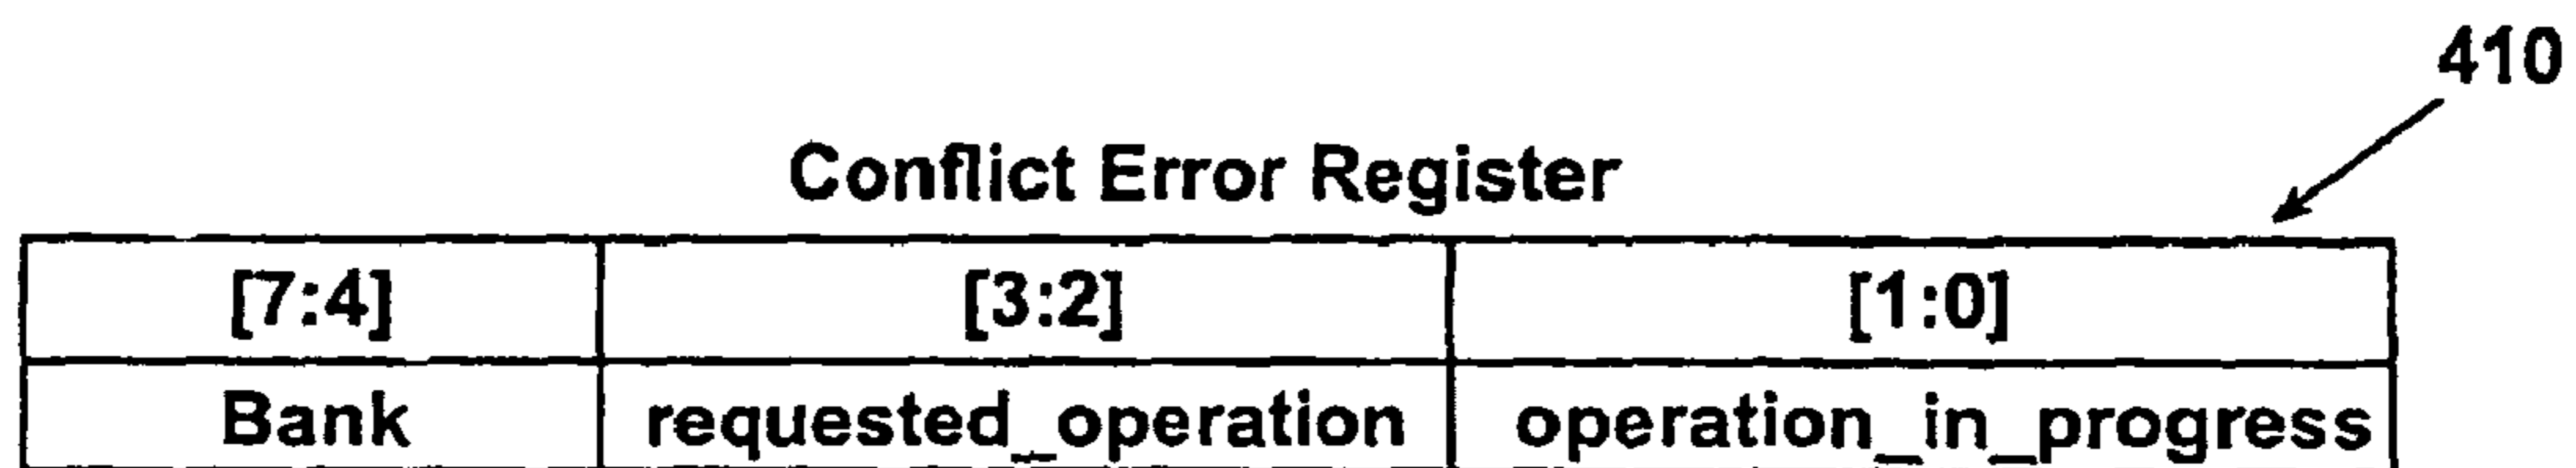 410
Conflict Error Register
[7:4] [3:2] [1:0]
Bank requested_operation operation_in_progress